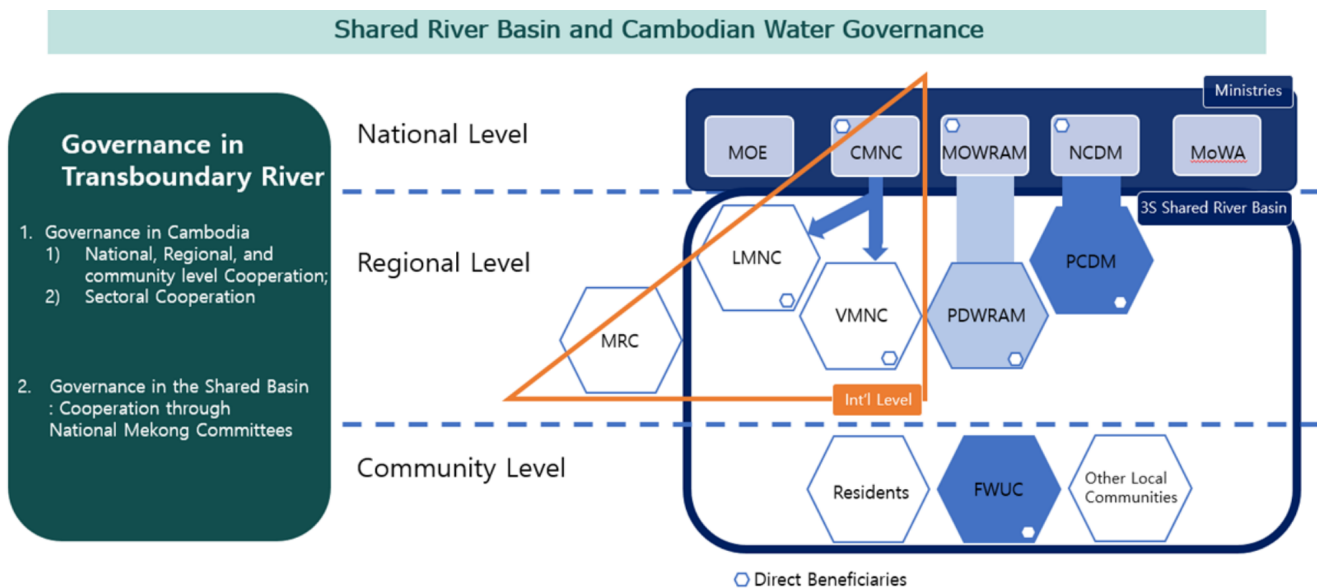 Shared River Basin and Cambodian Water Governance
Governance in
Transboundary River
1. Governance in Cambodia
1) National, Regional, and
community level Cooperation;
2) Sectoral Cooperation
2. Governance in the Shared Basin
: Cooperation through
National Mekong Committees
National Level
Ministries
MOE
CMNC
MOWRAM
NCDM
MoWA
3S Shared River Basin
Regional Level
LMNC
PCDM
VMNC
PDWRAM
MRC
Int'l Level
Community Level
Residents
FWUC
Other Local
Communities
Direct Beneficiaries